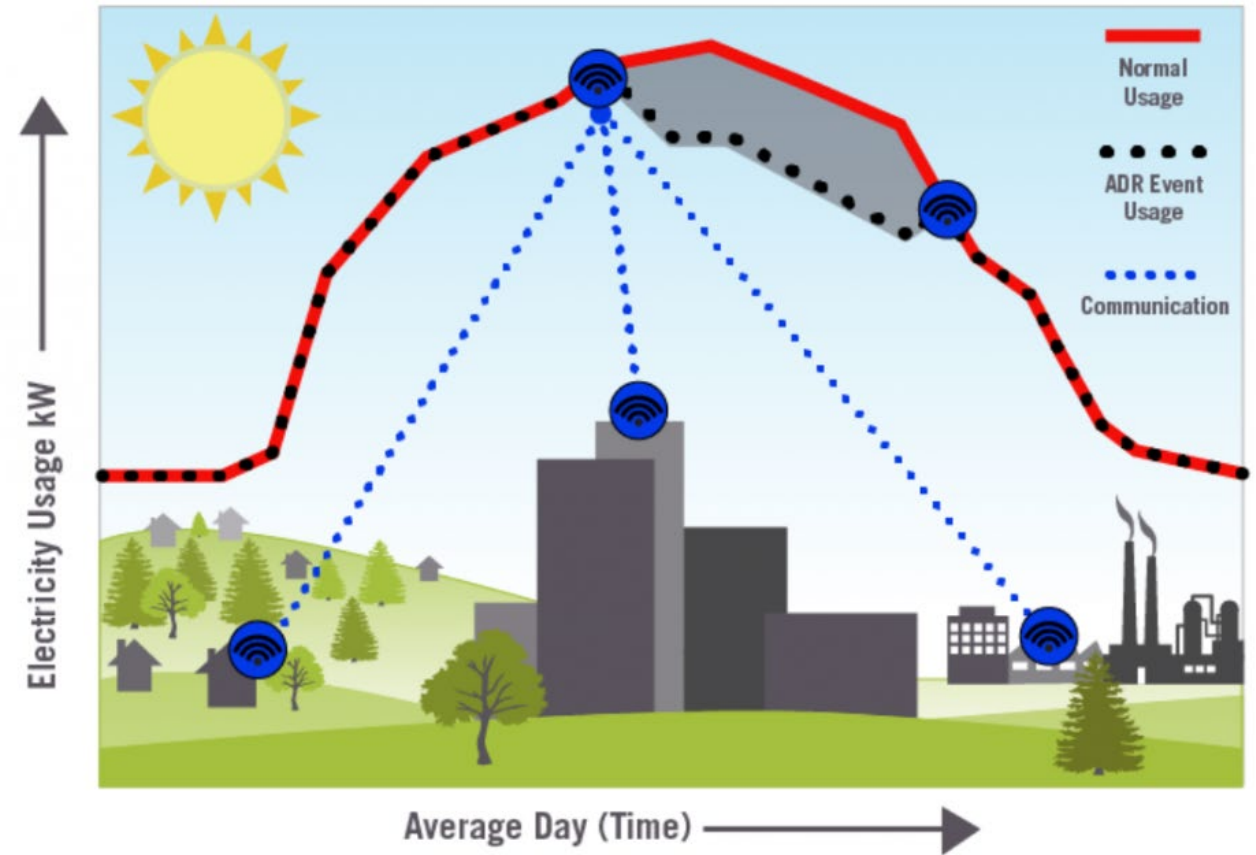 Normal
Usage
ADR Event
Usage
Communication
Electricity Usage kW
Average Day (Time)